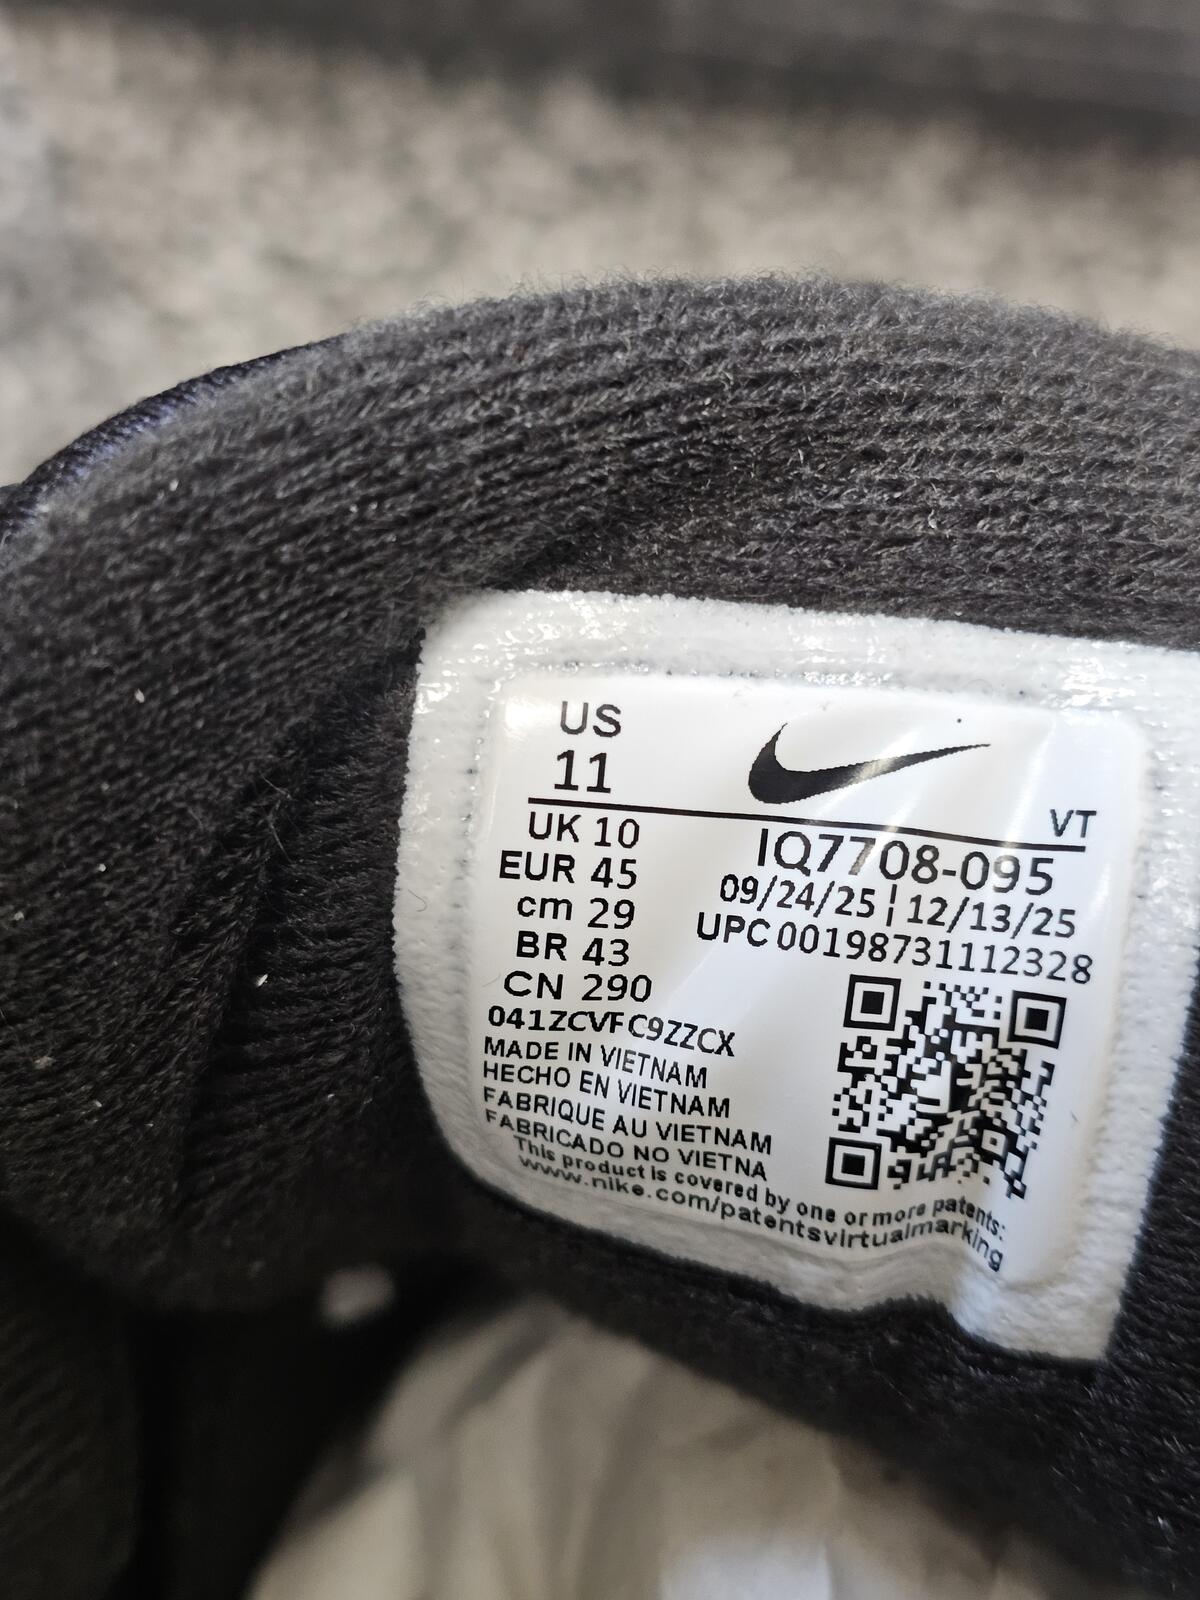 US
11
VT
UK 10
IQ7708-095
EUR 45
09/24/25 ¦ 12/13/25
cm 29
UPC 00198731112328
BR 43
CN 290
041ZCVFC9ZZCX
MADE IN VIETNAM
HECHO EN VIETNAM
FABRIQUE AU VIETNAM
FABRICADO NO VIETNA
This product is covered by one or more patents:
www.nike.com/patentsvirtualmarking